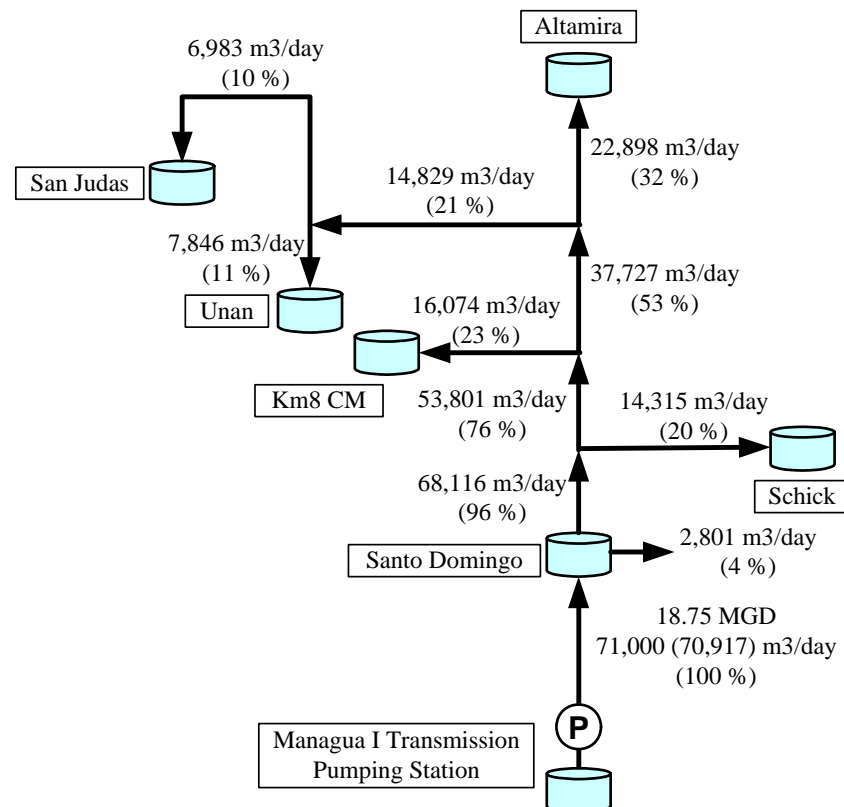 Altamira
6,983 m3/day
(10 %)
22,898 m3/day
(32 %)
San Judas
14,829 m3/day
(21 %)
7,846 m3/day
(11 %)
Unan
37,727 m3/day
(53 %)
16,074 m3/day
(23 %)
Km8 CM
53,801 m3/day
(76 %)
14,315 m3/day
(20 %)
Schick
68,116 m3/day
(96 %)
Santo Domingo
2,801 m3/day
(4 %)
18.75 MGD
71,000 (70,917) m3/day
(100 %)
P
Managua I Transmission
Pumping Station